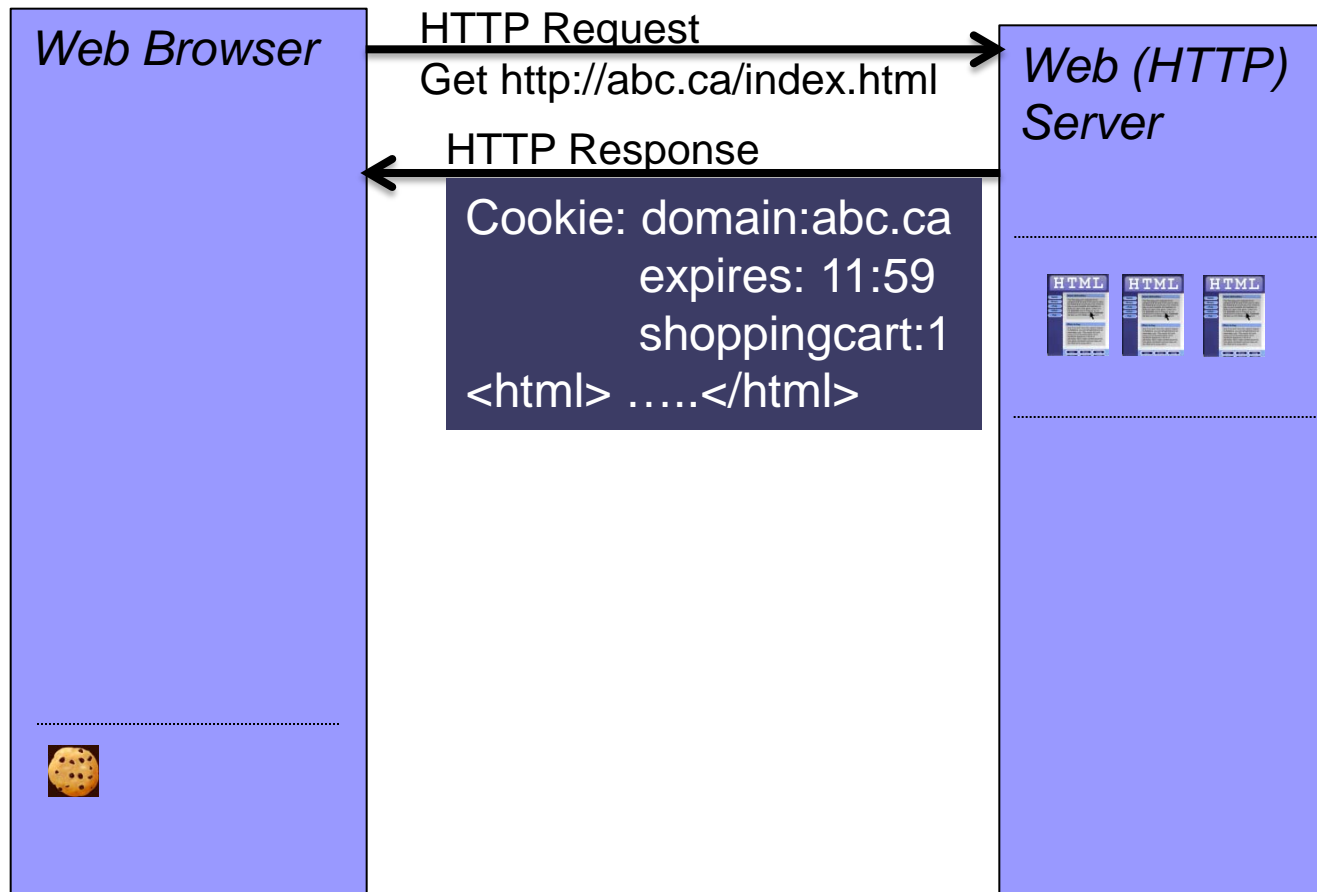 Web Browser
HTTP Request
Get http://abc.ca/index.html
Web (HTTP)
Server
HTTP Response
Cookie: domain:abc.ca
expires: 11:59
shoppingcart:1
<html> …..</html>
HTML
HTML
HTML